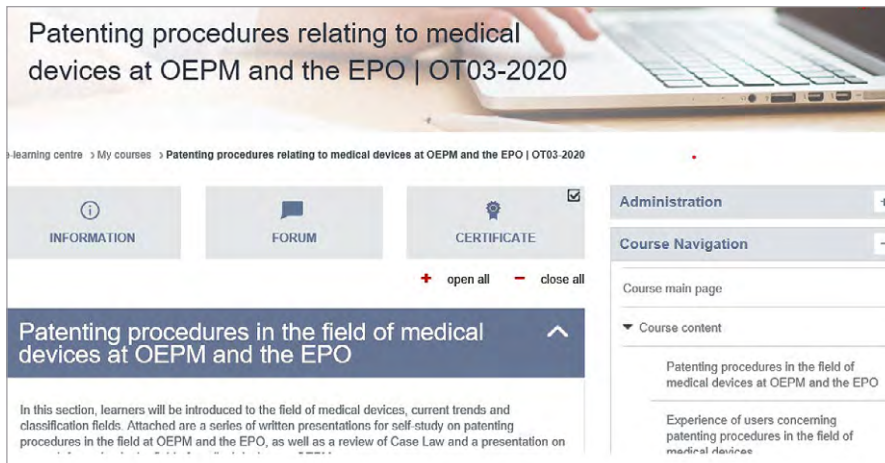 Patenting procedures relating to medical
devices at OEPM and the EPO | OT03-2020
e-learning centre › My courses › Patenting procedures relating to medical devices at OEPM and the EPO | OT03-2020
INFORMATION
FORUM
CERTIFICATE
+ open all − close all
Patenting procedures in the field of medical
devices at OEPM and the EPO
In this section, learners will be introduced to the field of medical devices, current trends and
classification fields. Attached are a series of written presentations for self-study on patenting
procedures in the field at OEPM and the EPO, as well as a review of Case Law and a presentation on
Administration
Course Navigation
Course main page
Course content
Patenting procedures in the field of
medical devices at OEPM and the EPO
Experience of users concerning
patenting procedures in the field of
medical devices